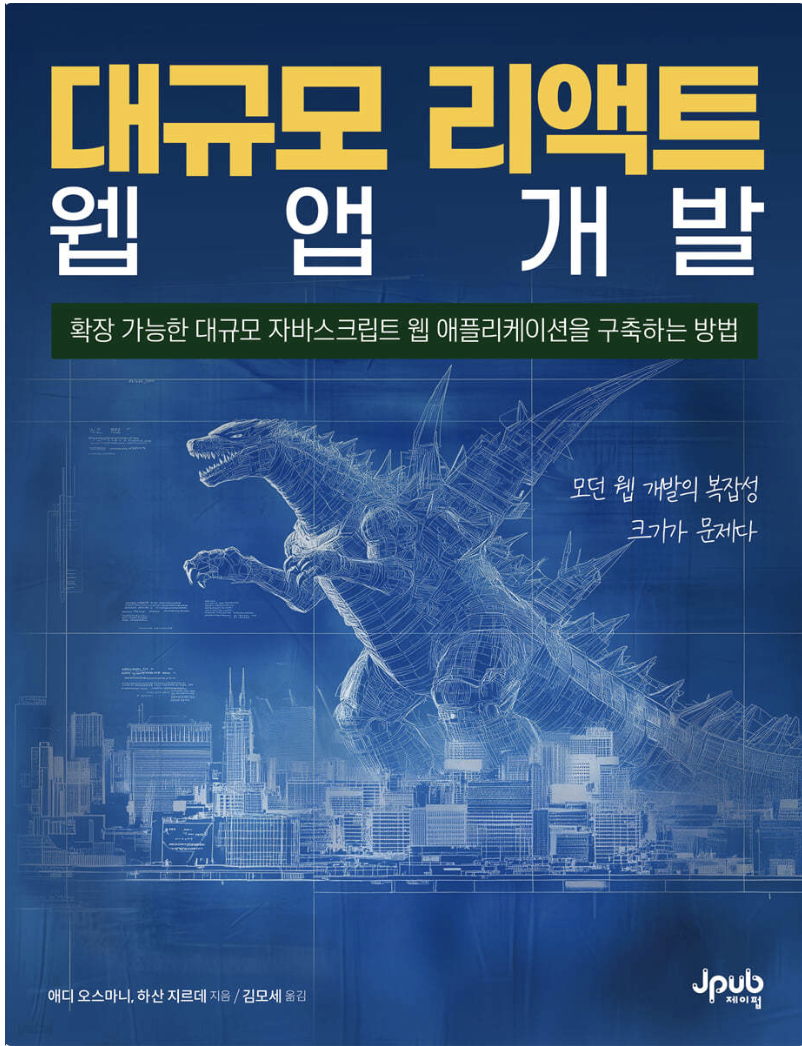 대규모 리액트
웹 앱 개발
확장 가능한 대규모 자바스크립트 웹 애플리케이션을 구축하는 방법
모던 웹 개발의 복잡성
크기가 문제다
애디 오스마니, 하산 지르데 지음 / 김모세 옮김
Jpub
제이펍